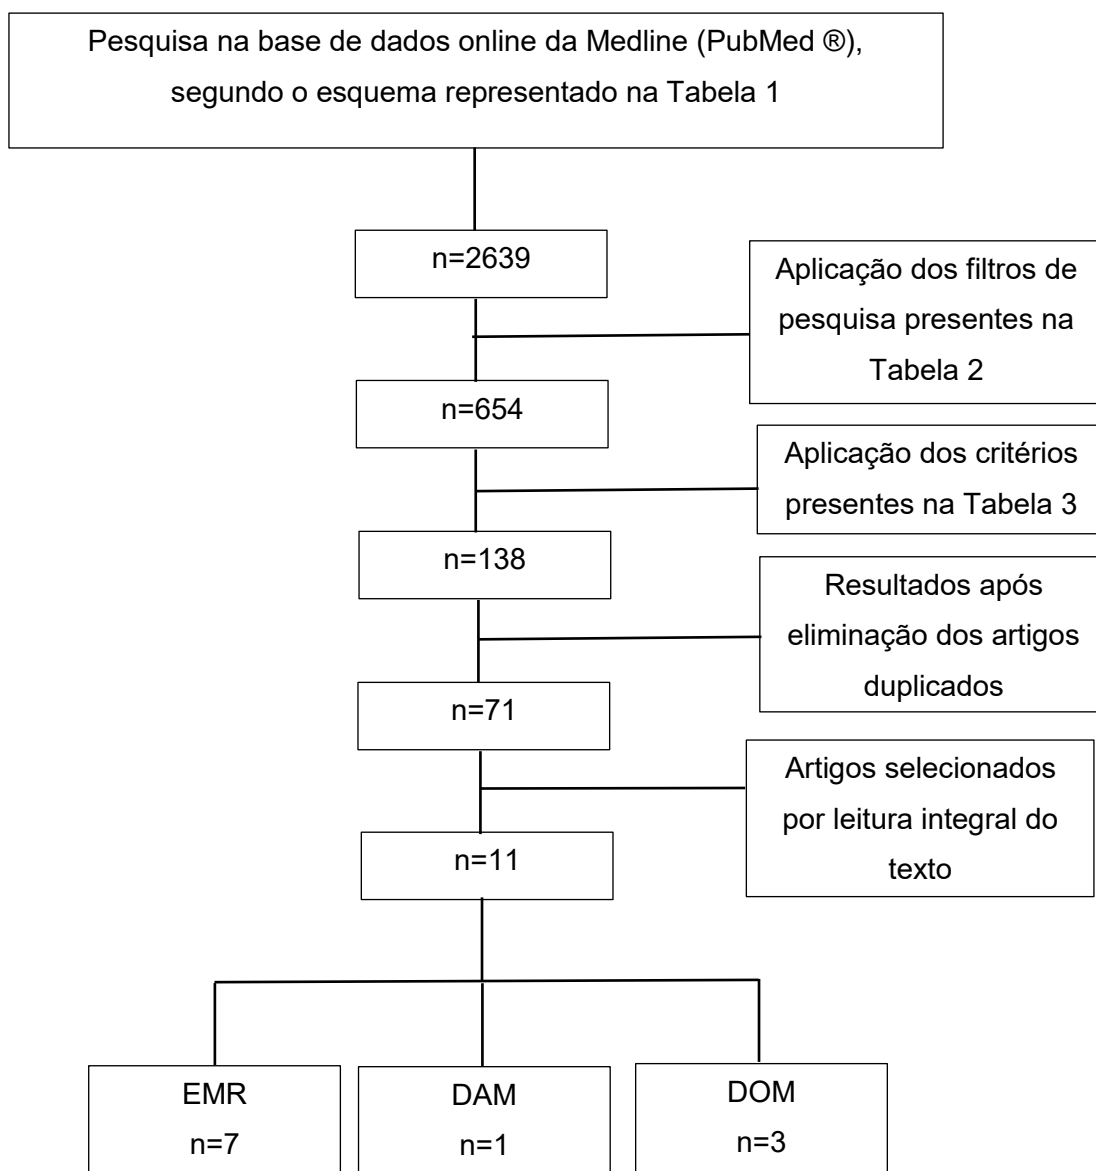 Pesquisa na base de dados online da Medline (PubMed ®),
segundo o esquema representado na Tabela 1
n=2639
Aplicação dos filtros de
pesquisa presentes na
Tabela 2
n=654
Aplicação dos critérios
presentes na Tabela 3
n=138
Resultados após
eliminação dos artigos
duplicados
n=71
Artigos selecionados
por leitura integral do
texto
n=11
EMR
n=7
DAM
n=1
DOM
n=3